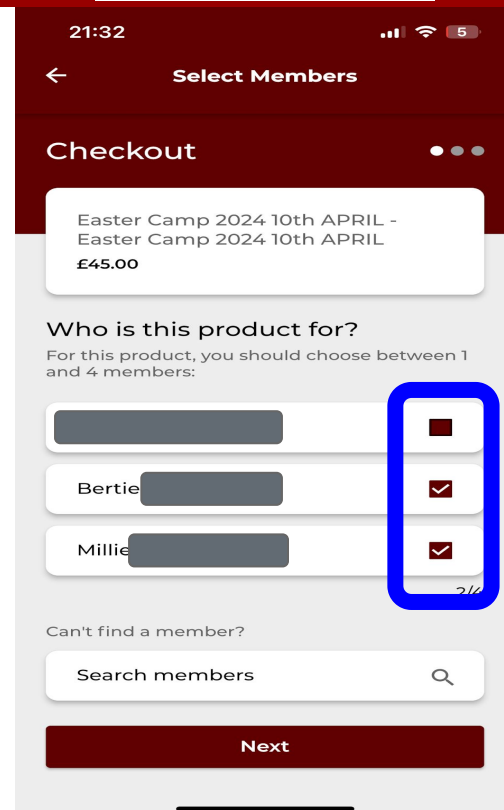 21:32
5
Select Members
Checkout
Easter Camp 2024 10th APRIL -
Easter Camp 2024 10th APRIL
£45.00
Who is this product for?
For this product, you should choose between 1
and 4 members:
Bertie
Millie
2/4
Can't find a member?
Search members
Next